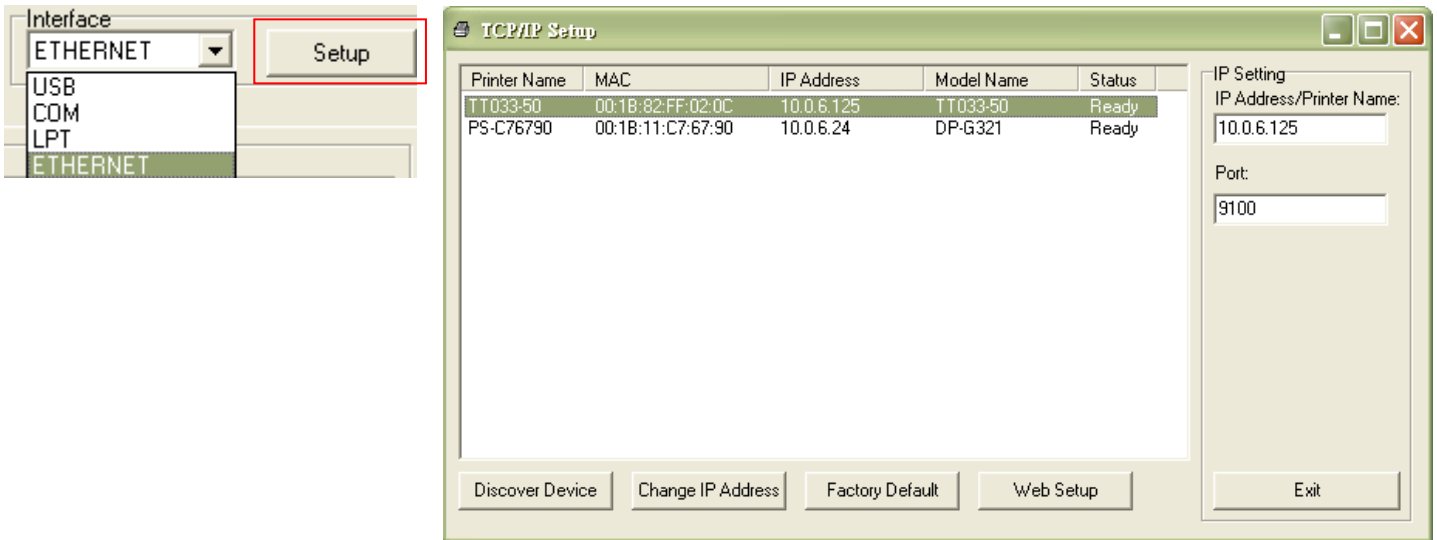 Interface
ETHERNET
Setup
USB
COM
LPT
ETHERNET
TCP/IP Setup
Printer Name MAC IP Address Model Name Status
TT033-50 00:1B:82:FF:02:0C 10.0.6.125 TT033-50 Ready
PS-C76790 00:1B:11:C7:67:90 10.0.6.24 DP-G321 Ready
IP Setting
IP Address/Printer Name:
10.0.6.125
Port:
9100
Discover Device Change IP Address Factory Default Web Setup Exit